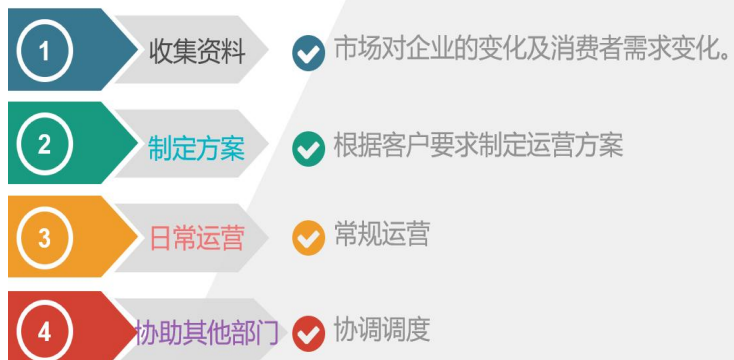 1 收集资料 市场对企业的变化及消费者需求变化。
2 制定方案 根据客户要求制定运营方案
3 日常运营 常规运营
4 协助其他部门 协调调度